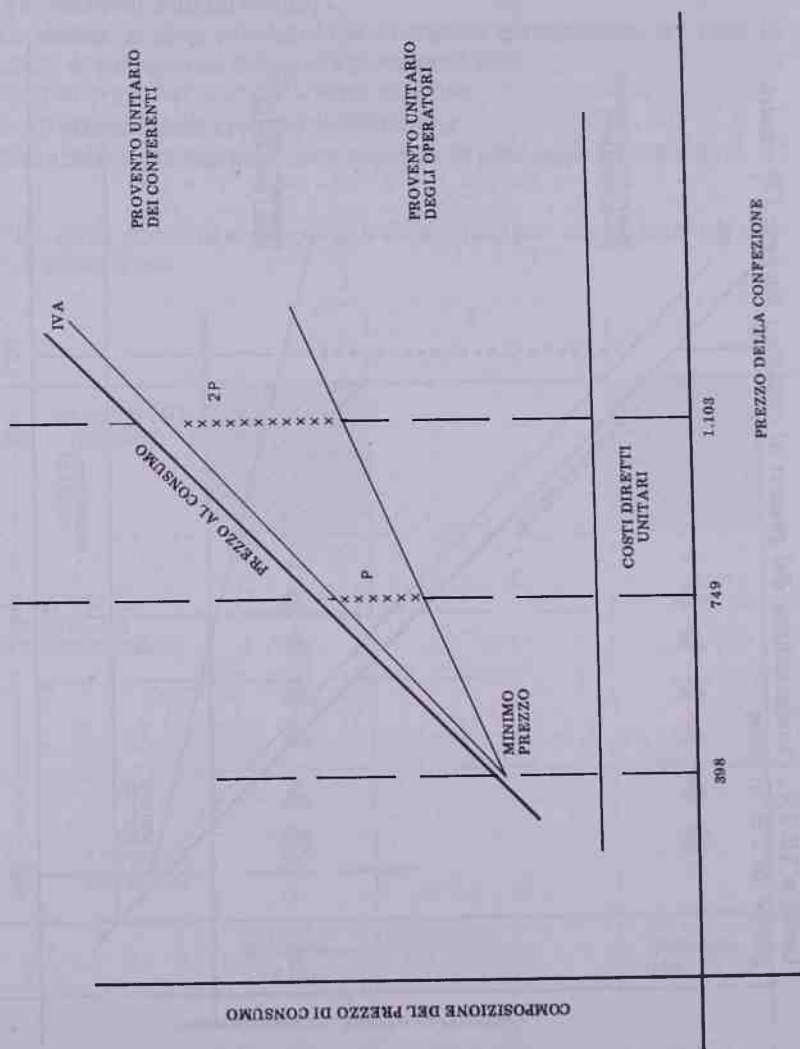 PROVENTO UNITARIO
DEI CONFERENTI
PROVENTO UNITARIO
DEGLI OPERATORI
IVA
2P
PREZZO AL CONSUMO
P
MINIMO
PREZZO
COSTI DIRETTI
UNITARI
398
749
1.103
PREZZO DELLA CONFEZIONE
COMPOSIZIONE DEL PREZZO DI CONSUMO